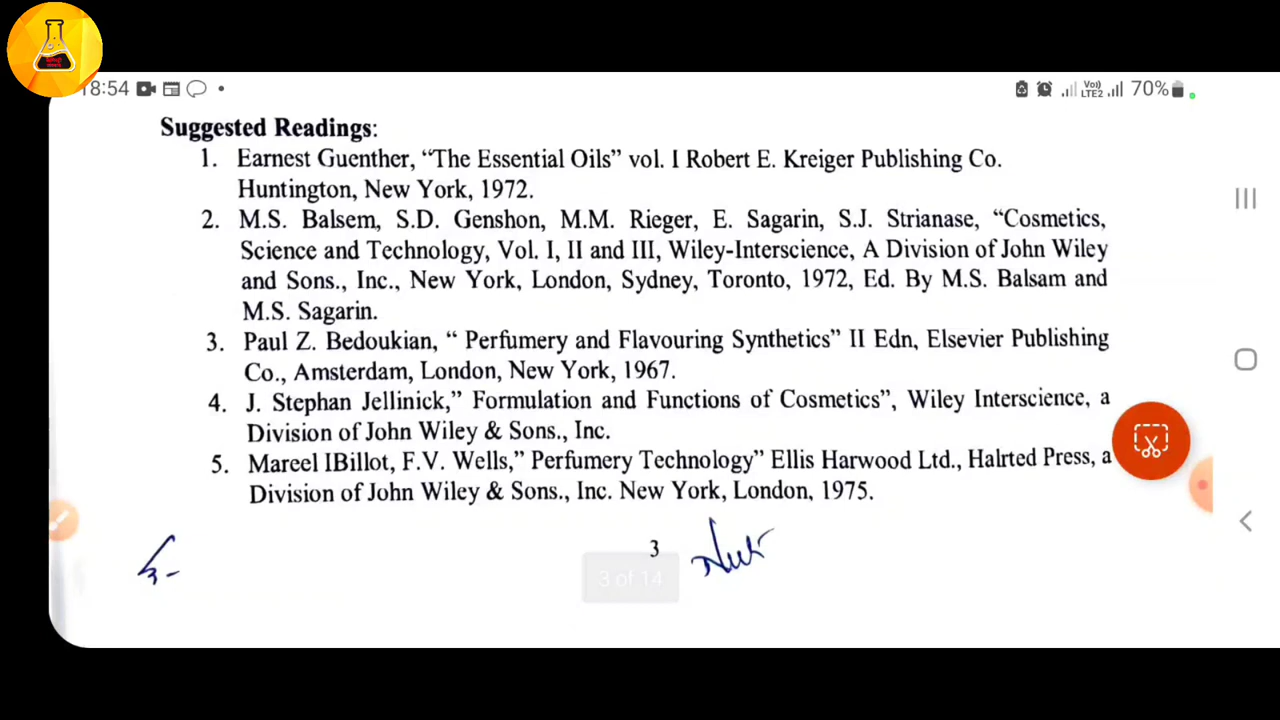 18:54
Vo))
LTE2
70%
Suggested Readings:
1. Earnest Guenther, “The Essential Oils” vol. I Robert E. Kreiger Publishing Co.
Huntington, New York, 1972.
2. M.S. Balsem, S.D. Genshon, M.M. Rieger, E. Sagarin, S.J. Strianase, “Cosmetics,
Science and Technology, Vol. I, II and III, Wiley-Interscience, A Division of John Wiley
and Sons., Inc., New York, London, Sydney, Toronto, 1972, Ed. By M.S. Balsam and
M.S. Sagarin.
3. Paul Z. Bedoukian, “ Perfumery and Flavouring Synthetics” II Edn, Elsevier Publishing
Co., Amsterdam, London, New York, 1967.
4. J. Stephan Jellinick,” Formulation and Functions of Cosmetics”, Wiley Interscience, a
Division of John Wiley & Sons., Inc.
5. Mareel IBillot, F.V. Wells,” Perfumery Technology” Ellis Harwood Ltd., Halrted Press, a
Division of John Wiley & Sons., Inc. New York, London, 1975.
3
3 of 14